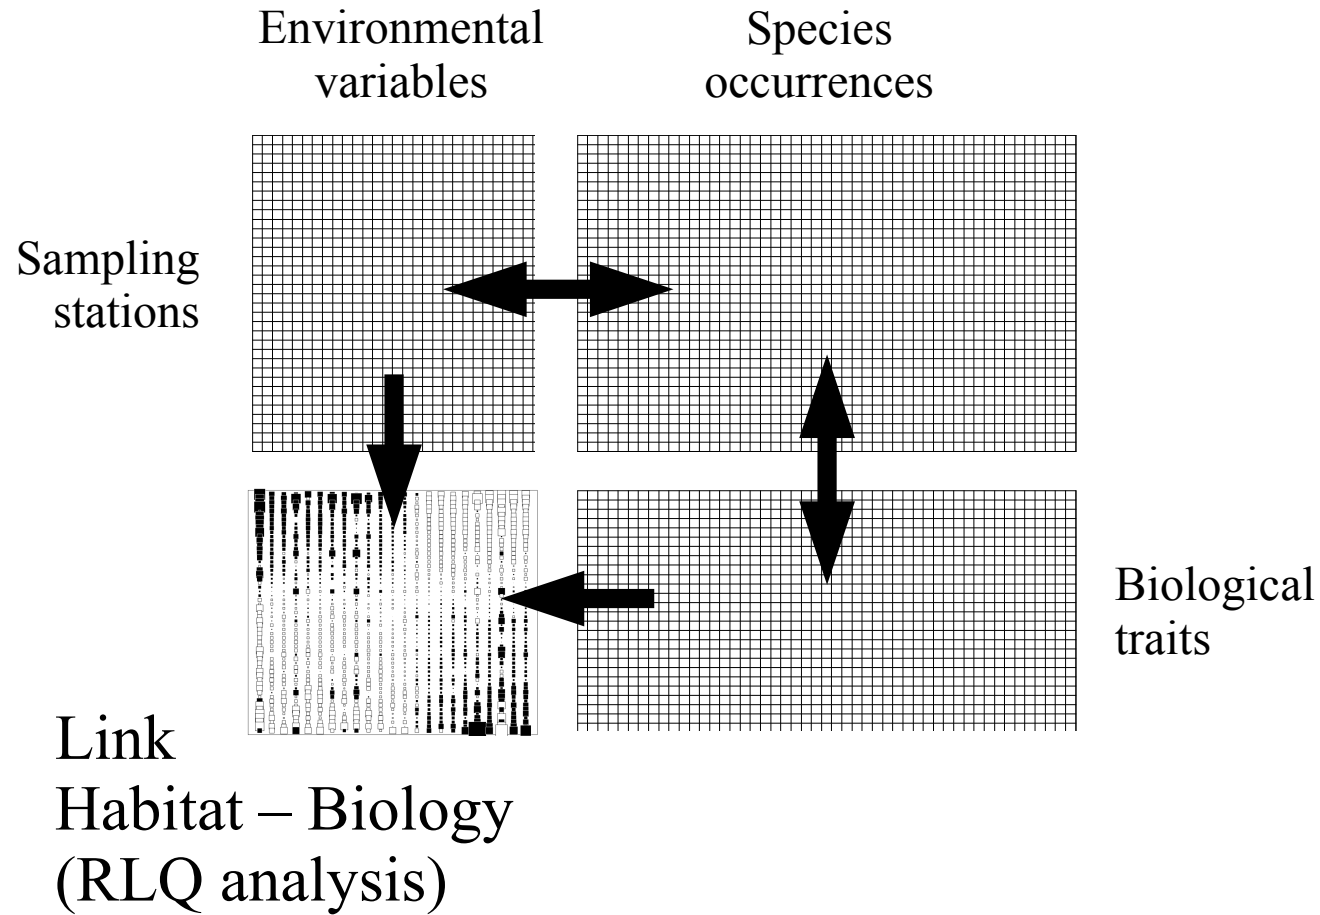 Environmental
variables
Species
occurrences
Sampling
stations
Biological
traits
Link
Habitat – Biology
(RLQ analysis)